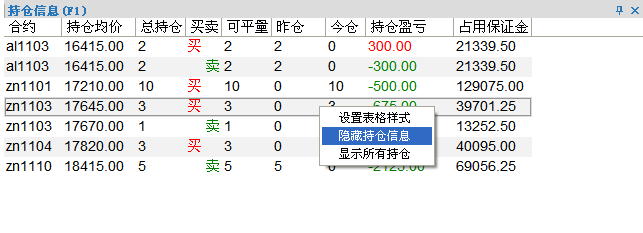 持仓信息(F1)
合约 持仓均价 总持仓 买卖 可平量 昨仓 今仓 持仓盈亏 占用保证金
al1103 16415.00 2 买 2 2 0 300.00 21339.50
al1103 16415.00 2 卖 2 2 0 -300.00 21339.50
zn1101 17210.00 10 买 10 0 10 -500.00 129075.00
zn1103 17645.00 3 买 3 0 3 -675.00 39701.25
设置表格样式
zn1103 17670.00 1 卖 1 0 13252.50
隐藏持仓信息
zn1104 17820.00 3 买 3 0 40095.00
显示所有持仓
zn1110 18415.00 5 卖 5 5 0 -2125.00 69056.25